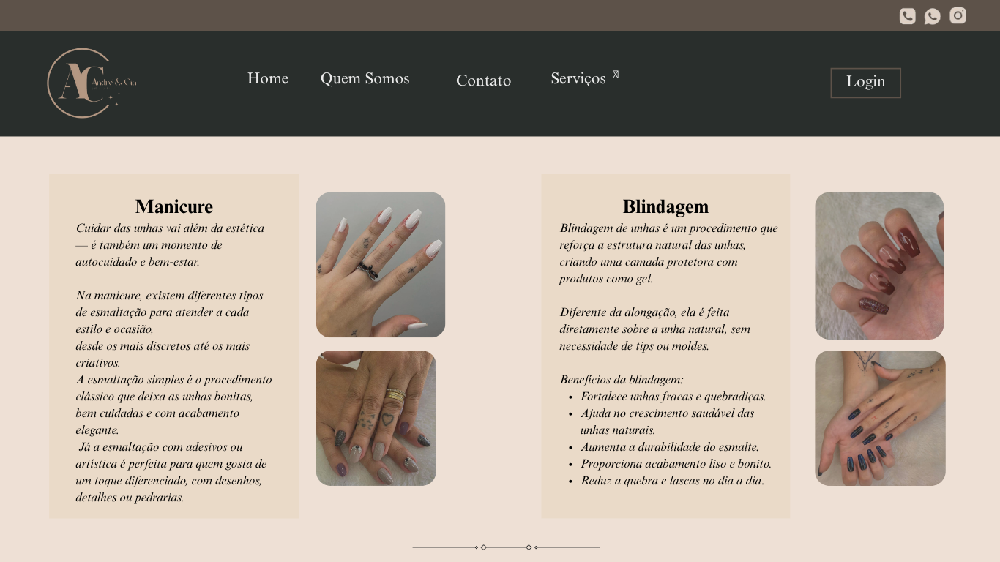 AC André & Cia
Home
Quem Somos
Contato
Serviços
Login
Manicure
Cuidar das unhas vai além da estética
— é também um momento de
autocuidado e bem-estar.
Na manicure, existem diferentes tipos
de esmaltação para atender a cada
estilo e ocasião,
desde os mais discretos até os mais
criativos.
A esmaltação simples é o procedimento
clássico que deixa as unhas bonitas,
bem cuidadas e com acabamento
elegante.
Já a esmaltação com adesivos ou
artística é perfeita para quem gosta de
um toque diferenciado, com desenhos,
detalhes ou pedrarias.
Blindagem
Blindagem de unhas é um procedimento que
reforça a estrutura natural das unhas,
criando uma camada protetora com
produtos como gel.
Diferente da alongação, ela é feita
diretamente sobre a unha natural, sem
necessidade de tips ou moldes.
Benefícios da blindagem:
• Fortalece unhas fracas e quebradiças.
• Ajuda no crescimento saudável das
unhas naturais.
• Aumenta a durabilidade do esmalte.
• Proporciona acabamento liso e bonito.
• Reduz a quebra e lascas no dia a dia.